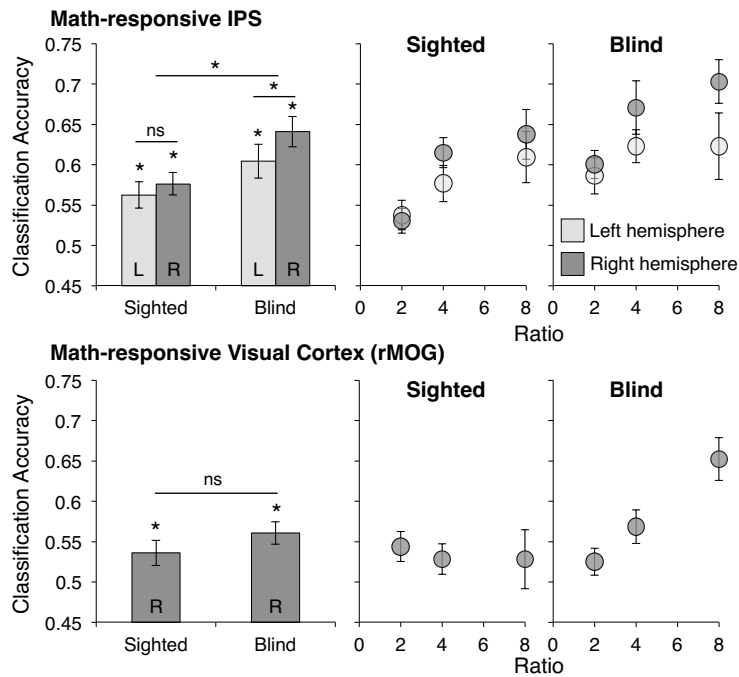 Math-responsive IPS
Classification Accuracy
0.75
0.7
0.65
0.6
0.55
0.5
0.45
*
ns
*
*
*
*
*
L
R
L
R
Sighted
Blind
Sighted
Blind
Left hemisphere
Right hemisphere
0 2 4 6 8
0 2 4 6 8
Ratio
Math-responsive Visual Cortex (rMOG)
Classification Accuracy
0.75
0.7
0.65
0.6
0.55
0.5
0.45
ns
*
*
R
R
Sighted
Blind
Sighted
Blind
0 2 4 6 8
0 2 4 6 8
Ratio